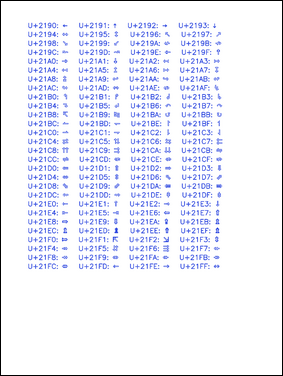 U+2190: ← U+2191: ↑ U+2192: → U+2193: ↓
U+2194: ↔ U+2195: ↕ U+2196: ↖ U+2197: ↗
U+2198: ↘ U+2199: ↙ U+219A: ↚ U+219B: ↛
U+219C: ↜ U+219D: ↝ U+219E: ↞ U+219F: ↟
U+21A0: ↠ U+21A1: ↡ U+21A2: ↢ U+21A3: ↣
U+21A4: ↤ U+21A5: ↥ U+21A6: ↦ U+21A7: ↧
U+21A8: ↨ U+21A9: ↩ U+21AA: ↪ U+21AB: ↫
U+21AC: ↬ U+21AD: ↭ U+21AE: ↮ U+21AF: ↯
U+21B0: ↰ U+21B1: ↱ U+21B2: ↲ U+21B3: ↳
U+21B4: ↴ U+21B5: ↵ U+21B6: ↶ U+21B7: ↷
U+21B8: ↸ U+21B9: ↹ U+21BA: ↺ U+21BB: ↻
U+21BC: ↼ U+21BD: ↽ U+21BE: ↾ U+21BF: ↿
U+21C0: ⇀ U+21C1: ⇁ U+21C2: ⇂ U+21C3: ⇃
U+21C4: ⇄ U+21C5: ⇅ U+21C6: ⇆ U+21C7: ⇇
U+21C8: ⇈ U+21C9: ⇉ U+21CA: ⇊ U+21CB: ⇋
U+21CC: ⇌ U+21CD: ⇍ U+21CE: ⇎ U+21CF: ⇏
U+21D0: ⇐ U+21D1: ⇑ U+21D2: ⇒ U+21D3: ⇓
U+21D4: ⇔ U+21D5: ⇕ U+21D6: ⇖ U+21D7: ⇗
U+21D8: ⇘ U+21D9: ⇙ U+21DA: ⇚ U+21DB: ⇛
U+21DC: ⇜ U+21DD: ⇝ U+21DE: ⇞ U+21DF: ⇟
U+21E0: ⇠ U+21E1: ⇡ U+21E2: ⇢ U+21E3: ⇣
U+21E4: ⇤ U+21E5: ⇥ U+21E6: ⇦ U+21E7: ⇧
U+21E8: ⇨ U+21E9: ⇩ U+21EA: ⇪ U+21EB: ⇫
U+21EC: ⇬ U+21ED: ⇭ U+21EE: ⇮ U+21EF: ⇯
U+21F0: ⇰ U+21F1: ⇱ U+21F2: ⇲ U+21F3: ⇳
U+21F4: ⇴ U+21F5: ⇵ U+21F6: ⇶ U+21F7: ⇷
U+21F8: ⇸ U+21F9: ⇹ U+21FA: ⇺ U+21FB: ⇻
U+21FC: ⇼ U+21FD: ⇽ U+21FE: ⇾ U+21FF: ⇿